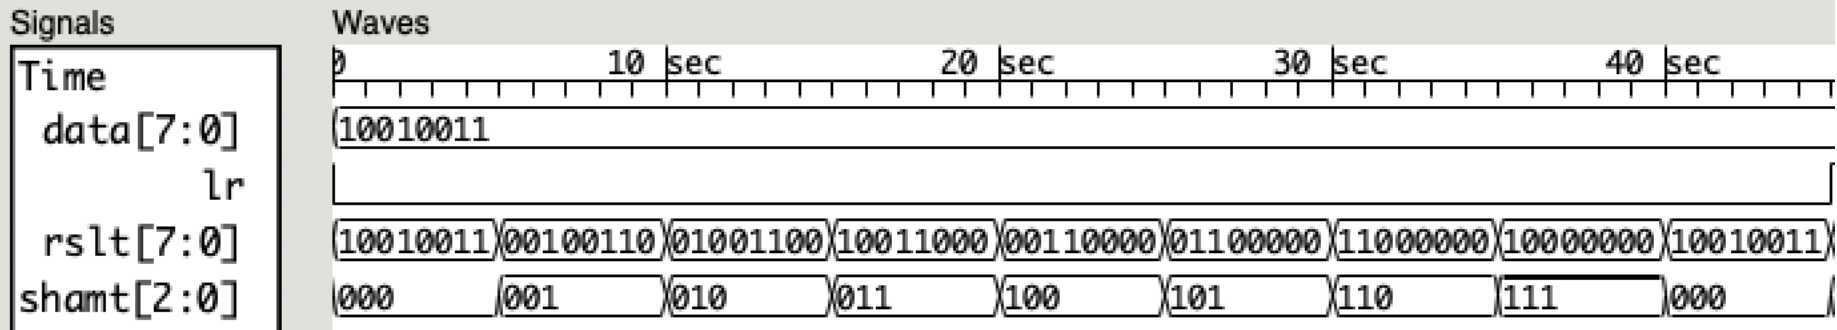 Signals Waves
Time 0 10 sec 20 sec 30 sec 40 sec
data[7:0] 10010011
lr
rslt[7:0] 10010011 00100110 01001100 10011000 00110000 01100000 11000000 10000000 10010011
shamt[2:0] 000 001 010 011 100 101 110 111 000